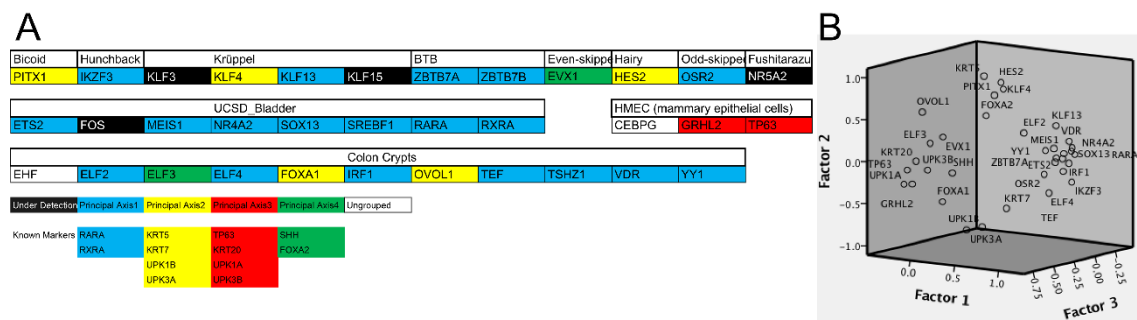 A
Bicoid Hunchback Krüppel BTB Even-skippe Hairy Odd-skippe Fushitarazu
PITX1 IKZF3 KLF3 KLF4 KLF13 KLF15 ZBTB7A ZBTB7B EVX1 HES2 OSR2 NR5A2
UCSD_Bladder HMEC (mammary epithelial cells)
ETS2 FOS MEIS1 NR4A2 SOX13 SREBF1 RARA RXRA CEBPG GRHL2 TP63
Colon Crypts
EHF ELF2 ELF3 ELF4 FOXA1 IRF1 OVOL1 TEF TSHZ1 VDR YY1
Under Detection Principal Axis1 Principal Axis2 Principal Axis3 Principal Axis4 Ungrouped
Known Markers RARA KRT5 TP63 SHH
RXRA KRT7 KRT20 FOXA2
UPK1B UPK1A
UPK3A UPK3B
B
KRT5 HES2
PITX1 KLF4
FOXA2
OVOL1
KLF13
ELF2 VDR
ELF3 MEIS1 NR4A2
EVX1
KRT20 YY1 SOX13 RARA
TP63 UPK3B SHH ZBTB7A ETS2
UPK1A IRF1
OSR2 IKZF3
FOXA1
GRHL2 KRT7 ELF4
UPK1B TEF
UPK3A
Factor 2
1.0
0.5
0.0
-0.5
-1.0
0.0 0.5 1.0
Factor 1
-0.75 -0.50 -0.25 0.00 -0.25
Factor 3